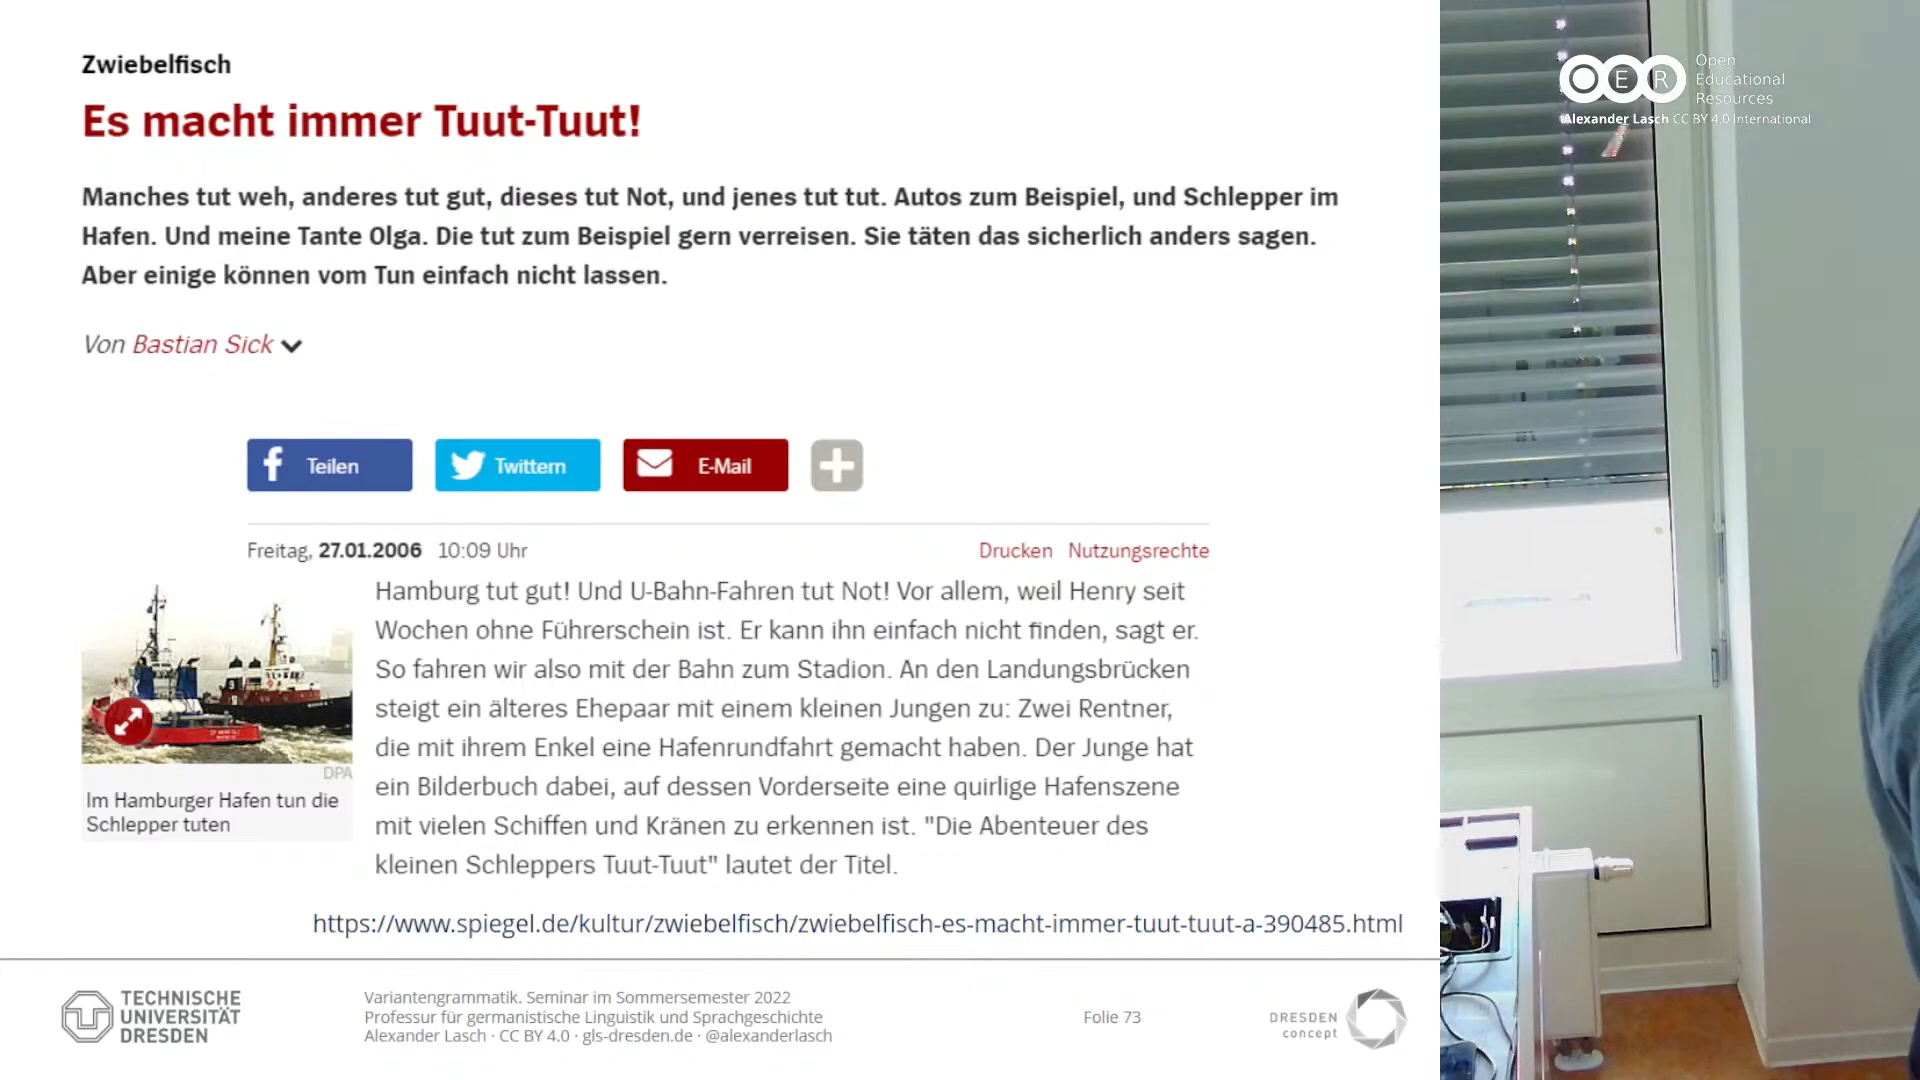 Zwiebelfisch
Es macht immer Tuut-Tuut!
Manches tut weh, anderes tut gut, dieses tut Not, und jenes tut tut. Autos zum Beispiel, und Schlepper im
Hafen. Und meine Tante Olga. Die tut zum Beispiel gern verreisen. Sie täten das sicherlich anders sagen.
Aber einige können vom Tun einfach nicht lassen.
Von Bastian Sick
Teilen
Twittern
E-Mail
Freitag, 27.01.2006 10:09 Uhr
Drucken Nutzungsrechte
Hamburg tut gut! Und U-Bahn-Fahren tut Not! Vor allem, weil Henry seit
Wochen ohne Führerschein ist. Er kann ihn einfach nicht finden, sagt er.
So fahren wir also mit der Bahn zum Stadion. An den Landungsbrücken
steigt ein älteres Ehepaar mit einem kleinen Jungen zu: Zwei Rentner,
die mit ihrem Enkel eine Hafenrundfahrt gemacht haben. Der Junge hat
ein Bilderbuch dabei, auf dessen Vorderseite eine quirlige Hafenszene
mit vielen Schiffen und Kränen zu erkennen ist. "Die Abenteuer des
kleinen Schleppers Tuut-Tuut" lautet der Titel.
DPA
Im Hamburger Hafen tun die
Schlepper tuten
https://www.spiegel.de/kultur/zwiebelfisch/zwiebelfisch-es-macht-immer-tuut-tuut-a-390485.html
TECHNISCHE
UNIVERSITÄT
DRESDEN
Variantengrammatik. Seminar im Sommersemester 2022
Professur für germanistische Linguistik und Sprachgeschichte
Alexander Lasch · CC BY 4.0 · gls-dresden.de · @alexanderlasch
Folie 73
DRESDEN
concept
OER
Open
Educational
Resources
Alexander Lasch CC BY 4.0 International